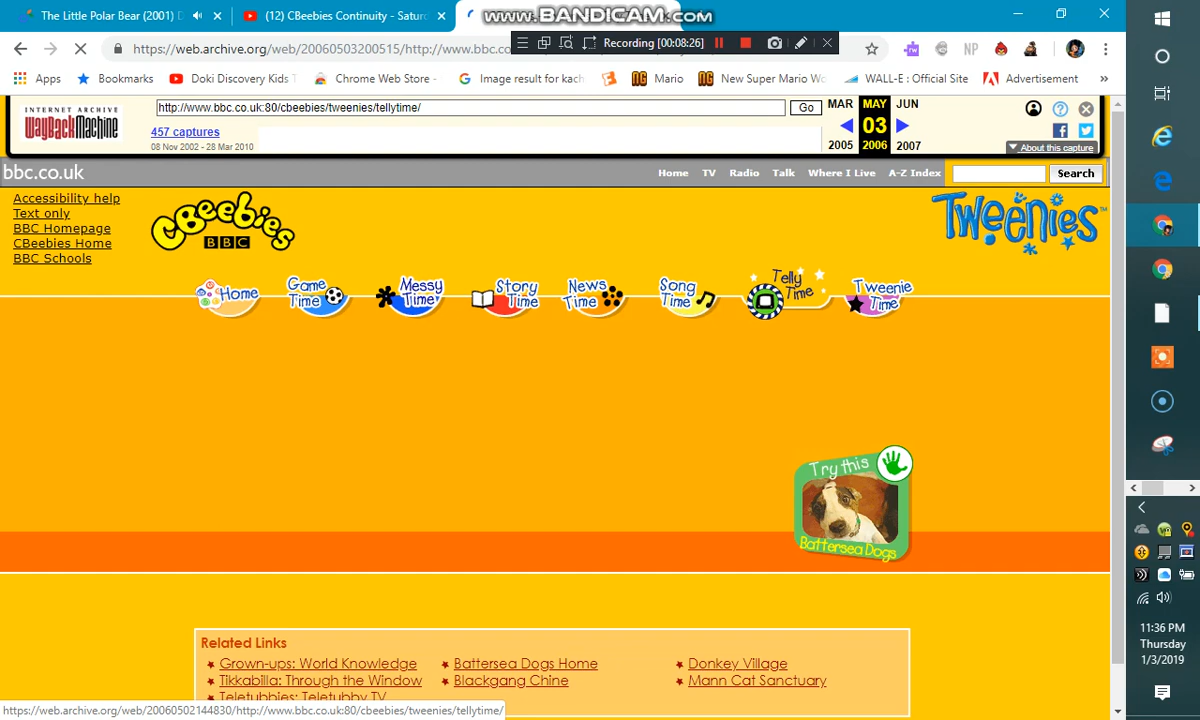 The Little Polar Bear (2001) D
(12) CBeebies Continuity - Satur
WWW.BANDICAM.COM
Recording [00:08:26]
https://web.archive.org/web/20060503200515/http://www.bbc.co
Apps
Bookmarks
Doki Discovery Kids T
Chrome Web Store -
Image result for kach
Mario
New Super Mario Wo
WALL-E : Official Site
Advertisement
INTERNET ARCHIVE
WayBackMachine
http://www.bbc.co.uk:80/cbeebies/tweenies/tellytime/
Go
MAR MAY JUN
03
2005 2006 2007
457 captures
08 Nov 2002 - 28 Mar 2010
About this capture
bbc.co.uk
Home TV Radio Talk Where I Live A-Z Index
Search
Accessibility help
Text only
BBC Homepage
CBeebies Home
BBC Schools
CBeebies
BBC
Tweenies
TM
Home
Game Time
Messy Time
Story Time
News Time
Song Time
Telly Time
Tweenie Time
Try this
Battersea Dogs
Related Links
Grown-ups: World Knowledge
Battersea Dogs Home
Donkey Village
Tikkabilla: Through the Window
Blackgang Chine
Mann Cat Sanctuary
Teletubbies: Teletubby TV
https://web.archive.org/web/20060502144830/http://www.bbc.co.uk:80/cbeebies/tweenies/tellytime/
NP
NG
NG
11:36 PM
Thursday
1/3/2019